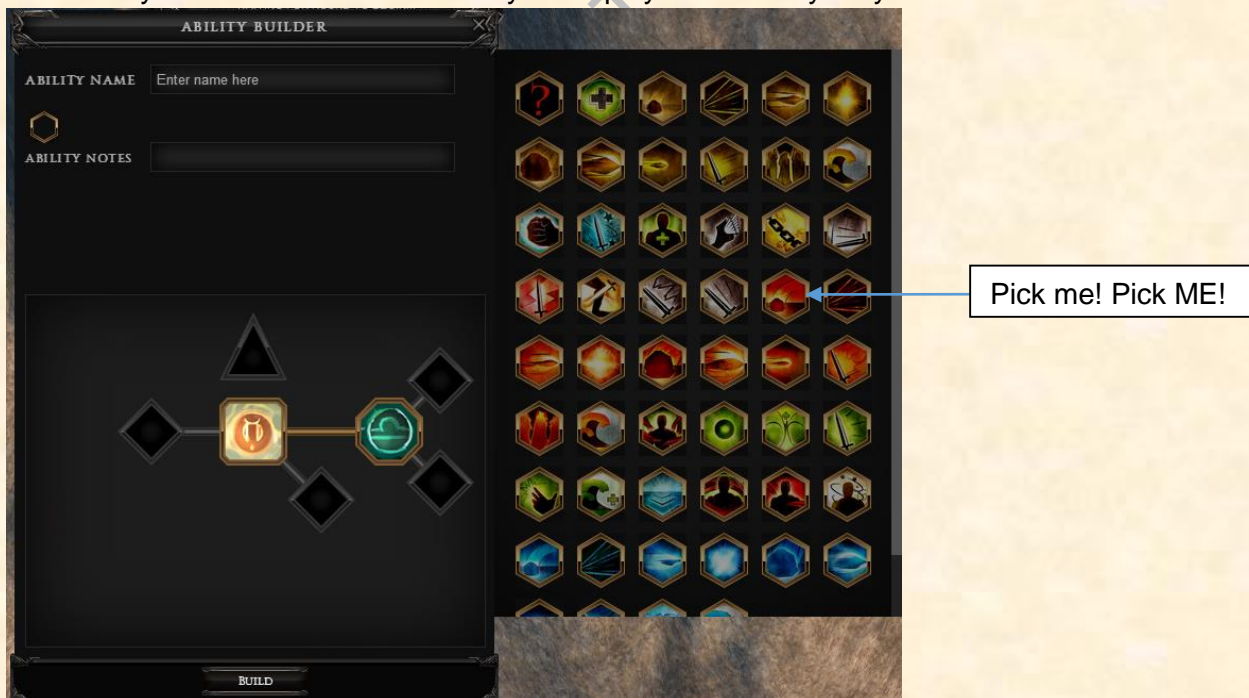 ABILITY BUILDER
ABILITY NAME
Enter name here
ABILITY NOTES
Pick me! Pick ME!
BUILD